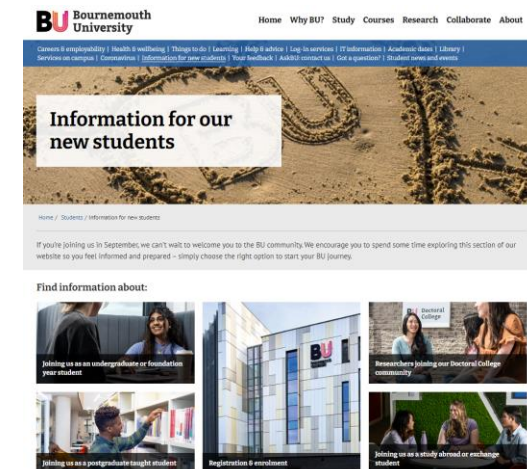 BU Bournemouth
University
Home Why BU? Study Courses Research Collaborate About
Careers & employability | Health & wellbeing | Things to do | Learning | Help & advice | Log-in services | IT information | Academic dates | Library |
Services on campus | Coronavirus | Information for new students | Your feedback | AskBU: contact us | Got a question? | Student news and events
U
Information for our
new students
Home / Students / Information for new students
If you're joining us in September, we can't wait to welcome you to the BU community. We encourage you to spend some time exploring this section of our
website so you feel informed and prepared – simply choose the right option to start your BU journey.
Find information about:
Joining us as an undergraduate or foundation
year student
BU
Registration & enrolment
BU Doctoral
College
Researchers joining our Doctoral College
community
Joining us as a postgraduate taught student
Joining us as a study abroad or exchange
student